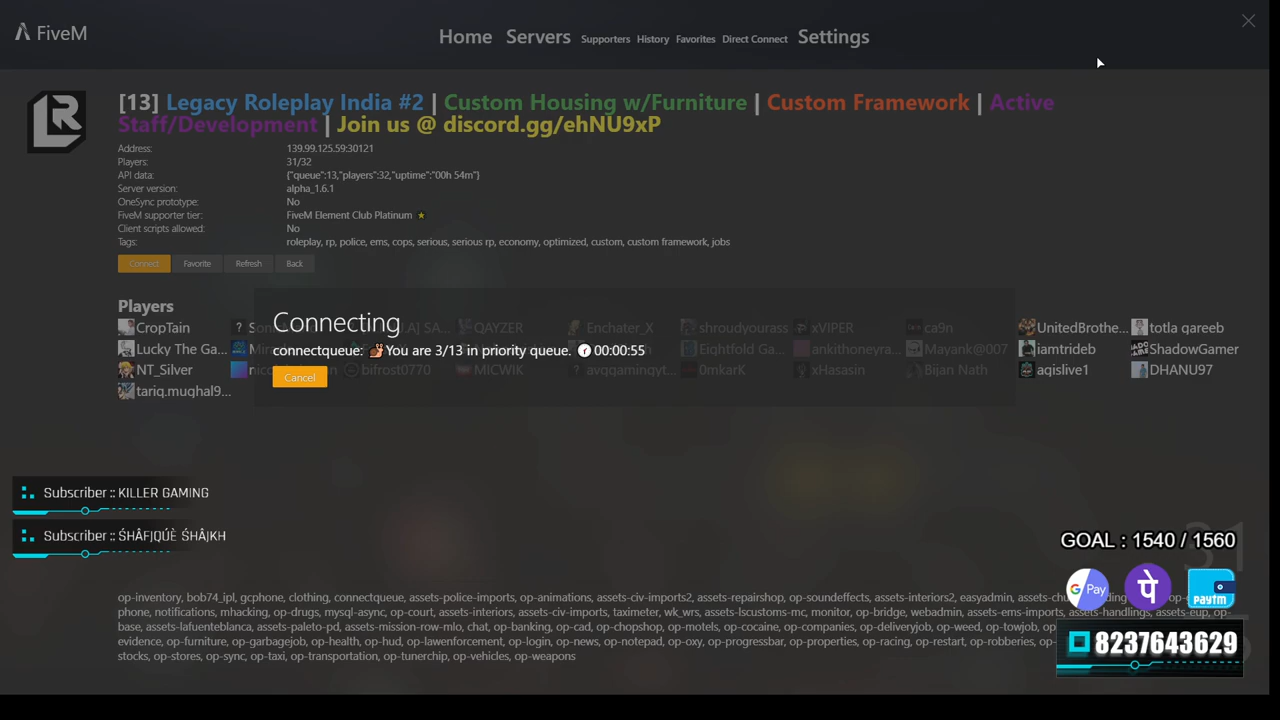 FiveM
Home Servers Supporters History Favorites Direct Connect Settings
[13] Legacy Roleplay India #2 | Custom Housing w/Furniture | Custom Framework | Active
Staff/Development | Join us @ discord.gg/ehNU9xP
Address: 139.99.125.59:30121
Players: 31/32
API data: {"queue":13,"players":32,"uptime":"00h 54m"}
Server version: alpha_1.6.1
OneSync prototype: No
FiveM supporter tier: FiveM Element Club Platinum
Client scripts allowed: No
Tags: roleplay, rp, police, ems, cops, serious, serious rp, economy, optimized, custom, custom framework, jobs
Connect Favorite Refresh Back
Players
Connecting
CropTain QAYZER Enchater_X shroudyourass xVIPER ca9n UnitedBrothe... totla qareeb
connectqueue: 🐌You are 3/13 in priority queue. 🕜00:00:55
Lucky The Ga... Eightfold Ga... ankithoneyra... Mayank@007 iamtrideb ShadowGamer
Cancel
NT_Silver bifrost0770 MICWIK avggamingyt... 0mkarK xHasasin Bijan Nath aqislive1 DHANU97
tariq.mughal9...
Subscriber :: KILLER GAMING
Subscriber :: ŚHÂFĮQÚÈ ŚHÂĮKH
GOAL : 1540 / 1560
G Pay पे paytm
8237643629
op-inventory, bob74_ipl, gcphone, clothing, connectqueue, assets-police-imports, op-animations, assets-civ-imports2, assets-repairshop, op-soundeffects, assets-interiors2, easyadmin,
phone, notifications, mhacking, op-drugs, mysql-async, op-court, assets-interiors, assets-civ-imports, taximeter, wk_wrs, assets-lscustoms-mc, monitor, op-bridge, webadmin, assets-ems-imports, assets-handlings, assets-eup, op-
base, assets-lafuenteblanca, assets-paleto-pd, assets-mission-row-mlo, chat, op-banking, op-cad, op-chopshop, op-motels, op-cocaine, op-companies, op-deliveryjob, op-weed, op-towjob,
evidence, op-furniture, op-garbagejob, op-health, op-hud, op-lawenforcement, op-login, op-news, op-notepad, op-oxy, op-progressbar, op-properties, op-racing, op-restart, op-robberies,
stocks, op-stores, op-sync, op-taxi, op-transportation, op-tunerchip, op-vehicles, op-weapons